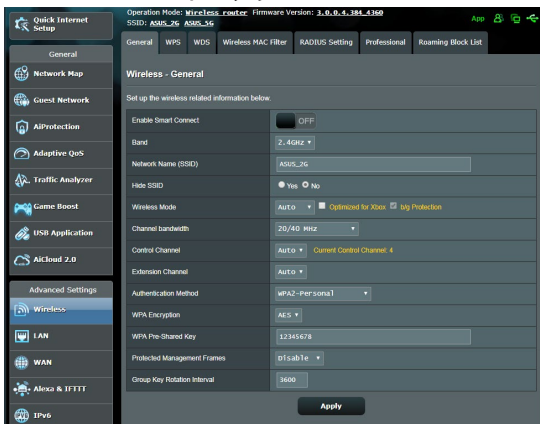 Quick Internet
Setup
Operation Mode: Wireless router Firmware Version: 3.0.0.4.384_4360
SSID: ASUS_2G ASUS_5G
App
General WPS WDS Wireless MAC Filter RADIUS Setting Professional Roaming Block List
General
Network Map
Guest Network
AiProtection
Adaptive QoS
Traffic Analyzer
Game Boost
USB Application
AiCloud 2.0
Advanced Settings
Wireless
LAN
WAN
Alexa & IFTTT
IPv6
Wireless - General
Set up the wireless related information below.
Enable Smart Connect OFF
Band 2.4GHz
Network Name (SSID) ASUS_2G
Hide SSID Yes No
Wireless Mode Auto Optimized for Xbox b/g Protection
Channel bandwidth 20/40 MHz
Control Channel Auto Current Control Channel: 4
Extension Channel Auto
Authentication Method WPA2-Personal
WPA Encryption AES
WPA Pre-Shared Key 12345678
Protected Management Frames Disable
Group Key Rotation Interval 3600
Apply